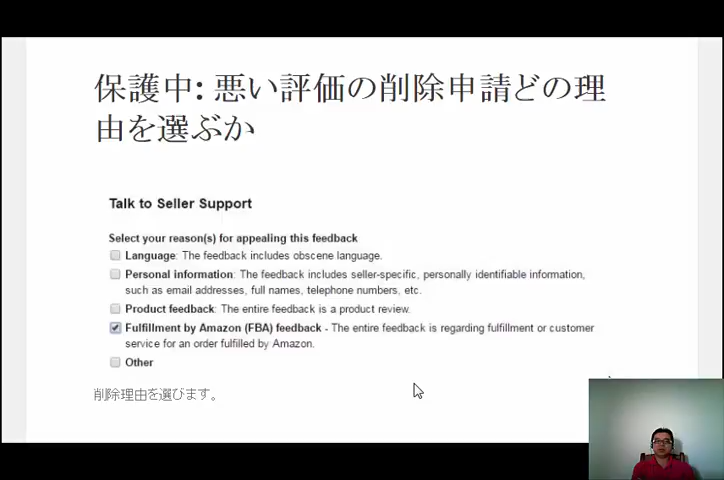 保護中: 悪い評価の削除申請どの理
由を選ぶか
Talk to Seller Support
Select your reason(s) for appealing this feedback
Language: The feedback includes obscene language.
Personal information: The feedback includes seller-specific, personally identifiable information,
such as email addresses, full names, telephone numbers, etc.
Product feedback: The entire feedback is a product review.
Fulfillment by Amazon (FBA) feedback - The entire feedback is regarding fulfillment or customer
service for an order fulfilled by Amazon.
Other
削除理由を選びます。